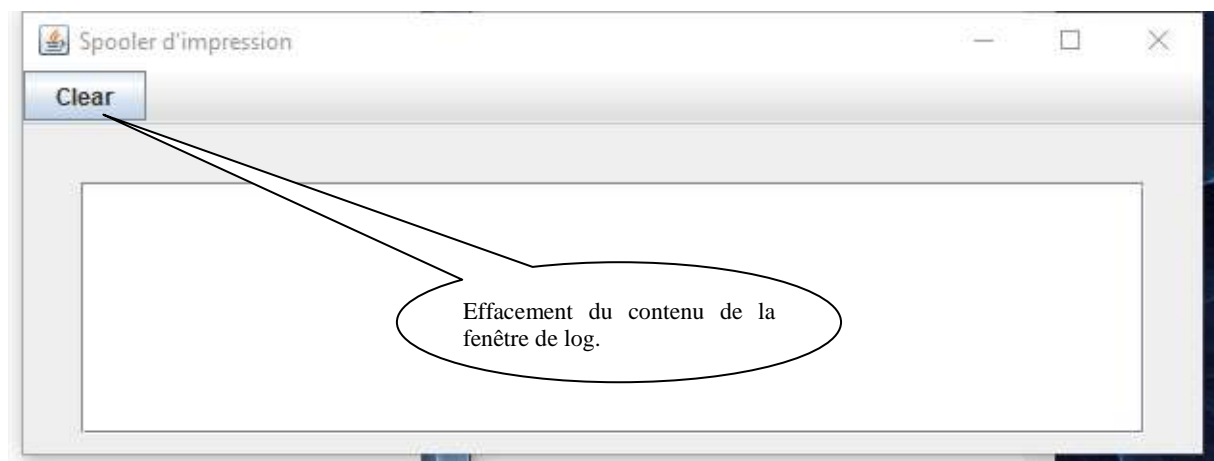 Spooler d'impression
Clear
Effacement du contenu de la
fenêtre de log.